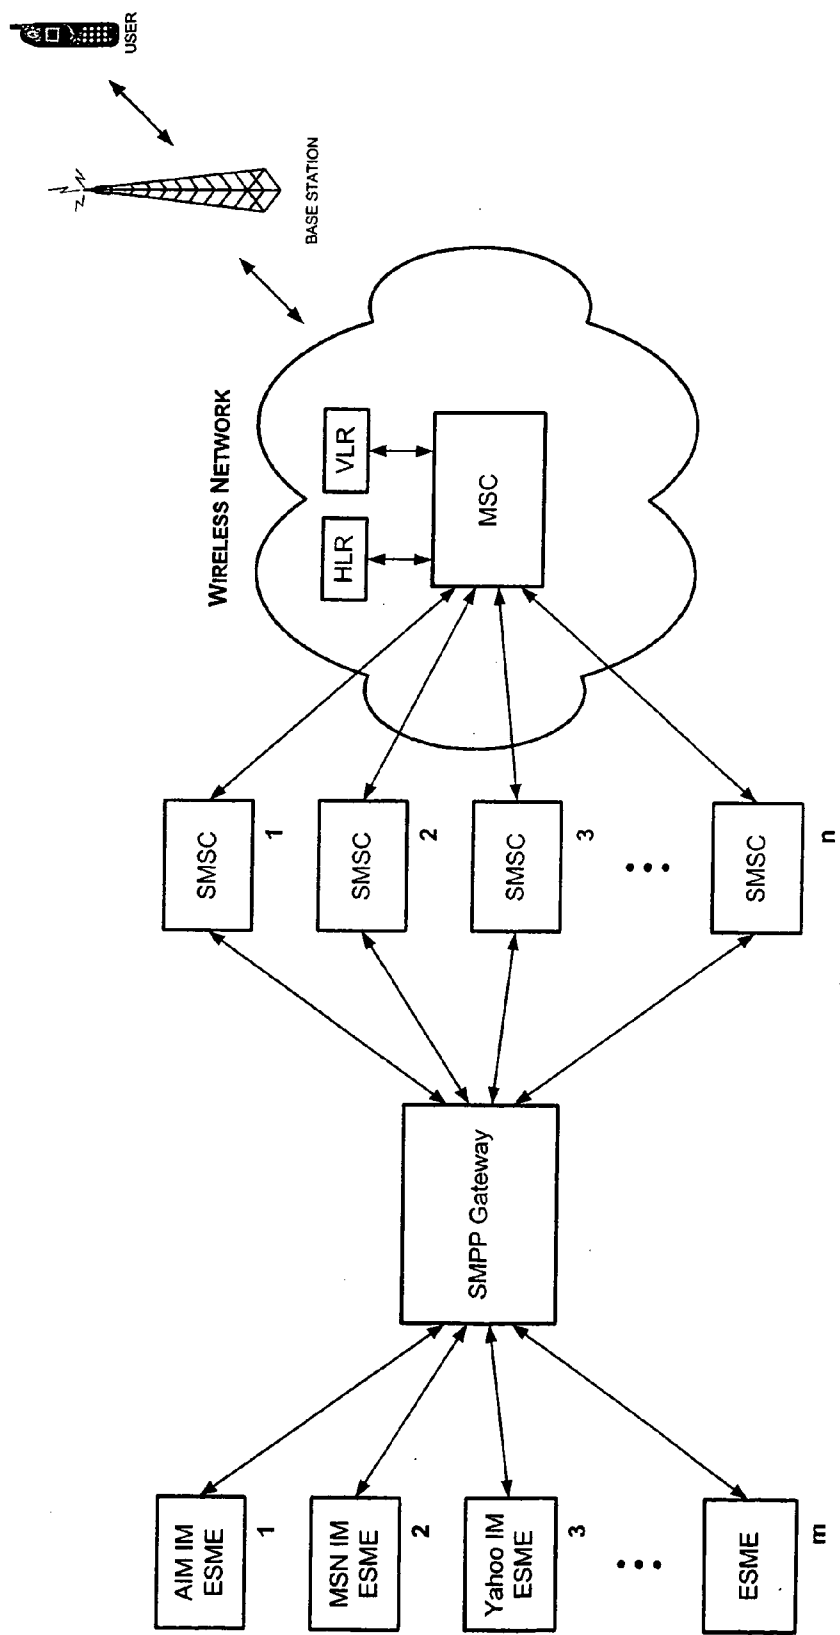 AIM IM
ESME
1
MSN IM
ESME
2
Yahoo IM
ESME
3
ESME
m
SMPP Gateway
SMSC
1
SMSC
2
SMSC
3
SMSC
n
WIRELESS NETWORK
HLR
VLR
MSC
BASE STATION
USER